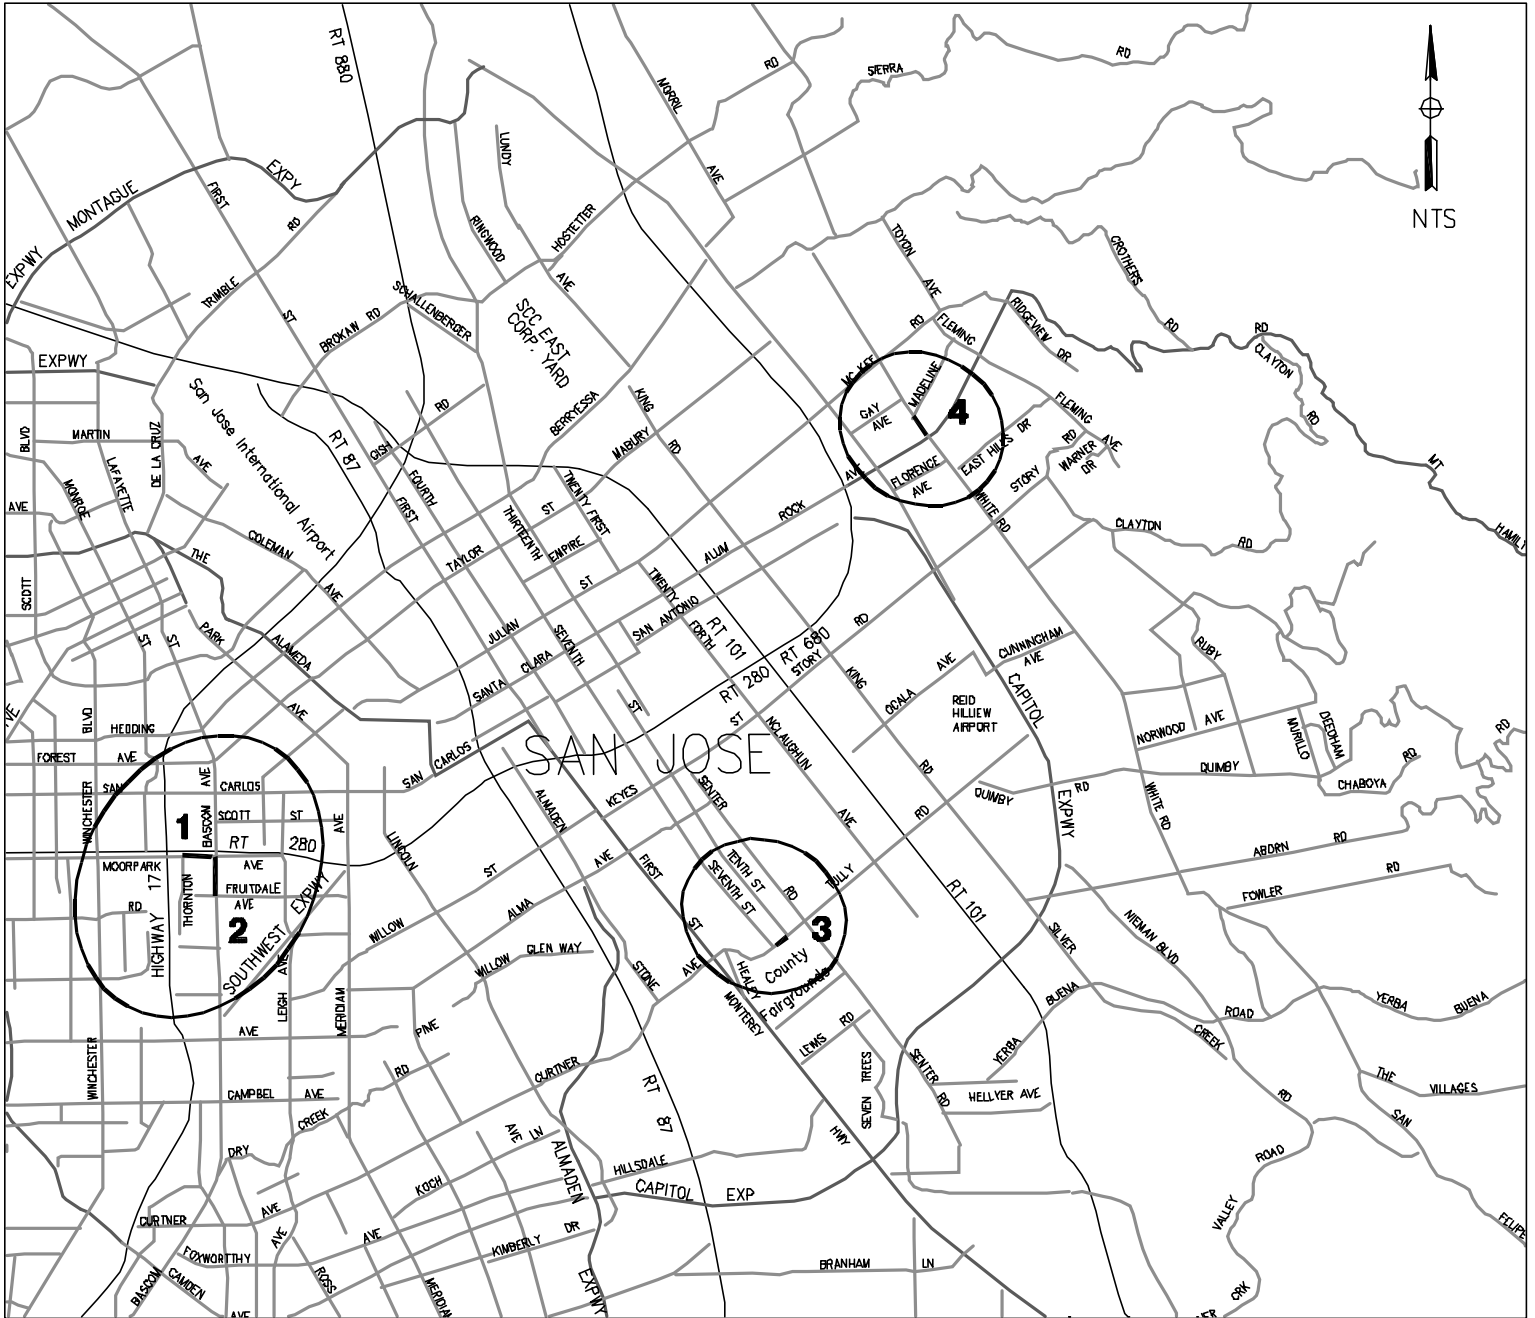 RT 880
MORRIL
AVE
RD
SIERRA
RD
NTS
LUNDY
EXPY
MONTAGUE
EXPWY
FIRST
RD
TRIMBLE
ST
RINGWOOD
HOSTETTER
AVE
TOYON
AVE
CROTHERS
RD
SCHALLENBERGER
BROKAW RD
SCC EAST
CORP. YARD
RD
FLEMING
RIDGEVIEW
DR
RD
CLAYTON
RD
EXPWY
San Jose International Airport
RT 87
GISH
RD
BERRYESSA
KING
RD
MABURY
MC KEE
MADELINE
GAY
AVE
4
FLEMING
AVE
EAST HILLS DR
RD
WARNER
DR
STORY
FLORENCE
AVE
AVE
ROCK
ALUM
WHITE RD
CLAYTON
RD
MT
BLVD
MARTIN
AVE
DE LA CRUZ
LAFAYETTE
MONROE
AVE
SCOTT
THE
COLEMAN
AVE
FOURTH
FIRST
TAYLOR
THIRTEENTH
ST
TWENTY FIRST
EMPIRE
ST
TWENTY
FORTH
SAN ANTONIO
JULIAN
SEVENTH
SANTA
CLARA
ST
RT 101
RT 680
RT 280
STORY
RD
KING
RD
OCALA
AVE
CUNNINGHAM
AVE
CAPITOL
EXPWY
REID
HILLIEW
AIRPORT
RUBY
NORWOOD
AVE
MURILLO
DEEDHAM
RD
RD
CHABOYA
QUIMBY
QUIMBY
RD
WHITE RD
ABORN
RD
FOWLER
RD
ST
ST
PARK
AVE
ALAMEDA
BLVD
HEDDING
FOREST
AVE
SAN
AVE
CARLOS
SAN
CARLOS
WINCHESTER
1
BASCOM
SCOTT
ST
AVE
RT
280
MOORPARK
AVE
17
HIGHWAY
THORNTON
FRUITDALE
AVE
RD
2
SOUTHWEST
EXPWY
AVE
LEIGH
MERIDIAN
SAN JOSE
LINCOLN
ALMADEN
KEYES
ST
SENTER
RD
MCLAUGHLIN
AVE
ST
AVE
ALMA
WILLOW
WILLOW
GLEN WAY
FIRST
ST
STONE
AVE
TENTH ST
SEVENTH ST
3
TULLY
RD
County
Fairgrounds
HEALEY
MONTEREY
HWY
RT 101
SILVER
CREEK
RD
NIEMAN BLVD
YERBA
BUENA
ROAD
YERBA
BUENA
LEWIS
RD
SEVEN
TREES
SENTER
RD
HELLYER AVE
THE
VILLAGES
SAN
ROAD
VALLEY
CRK
WINCHESTER
AVE
CAMPBEL
AVE
PINE
RD
CREEK
DRY
CURTNER
RT
87
AVE
LN
ALMADEN
EXPWY
KOCH
HILLSDALE
CAPITOL
EXP
CURTNER
AVE
AVE
AVE
FOXWORTHY
BASCOM
CAMDEN
AVE
ROSS
KIMBERLY
DR
BRANHAM
LN